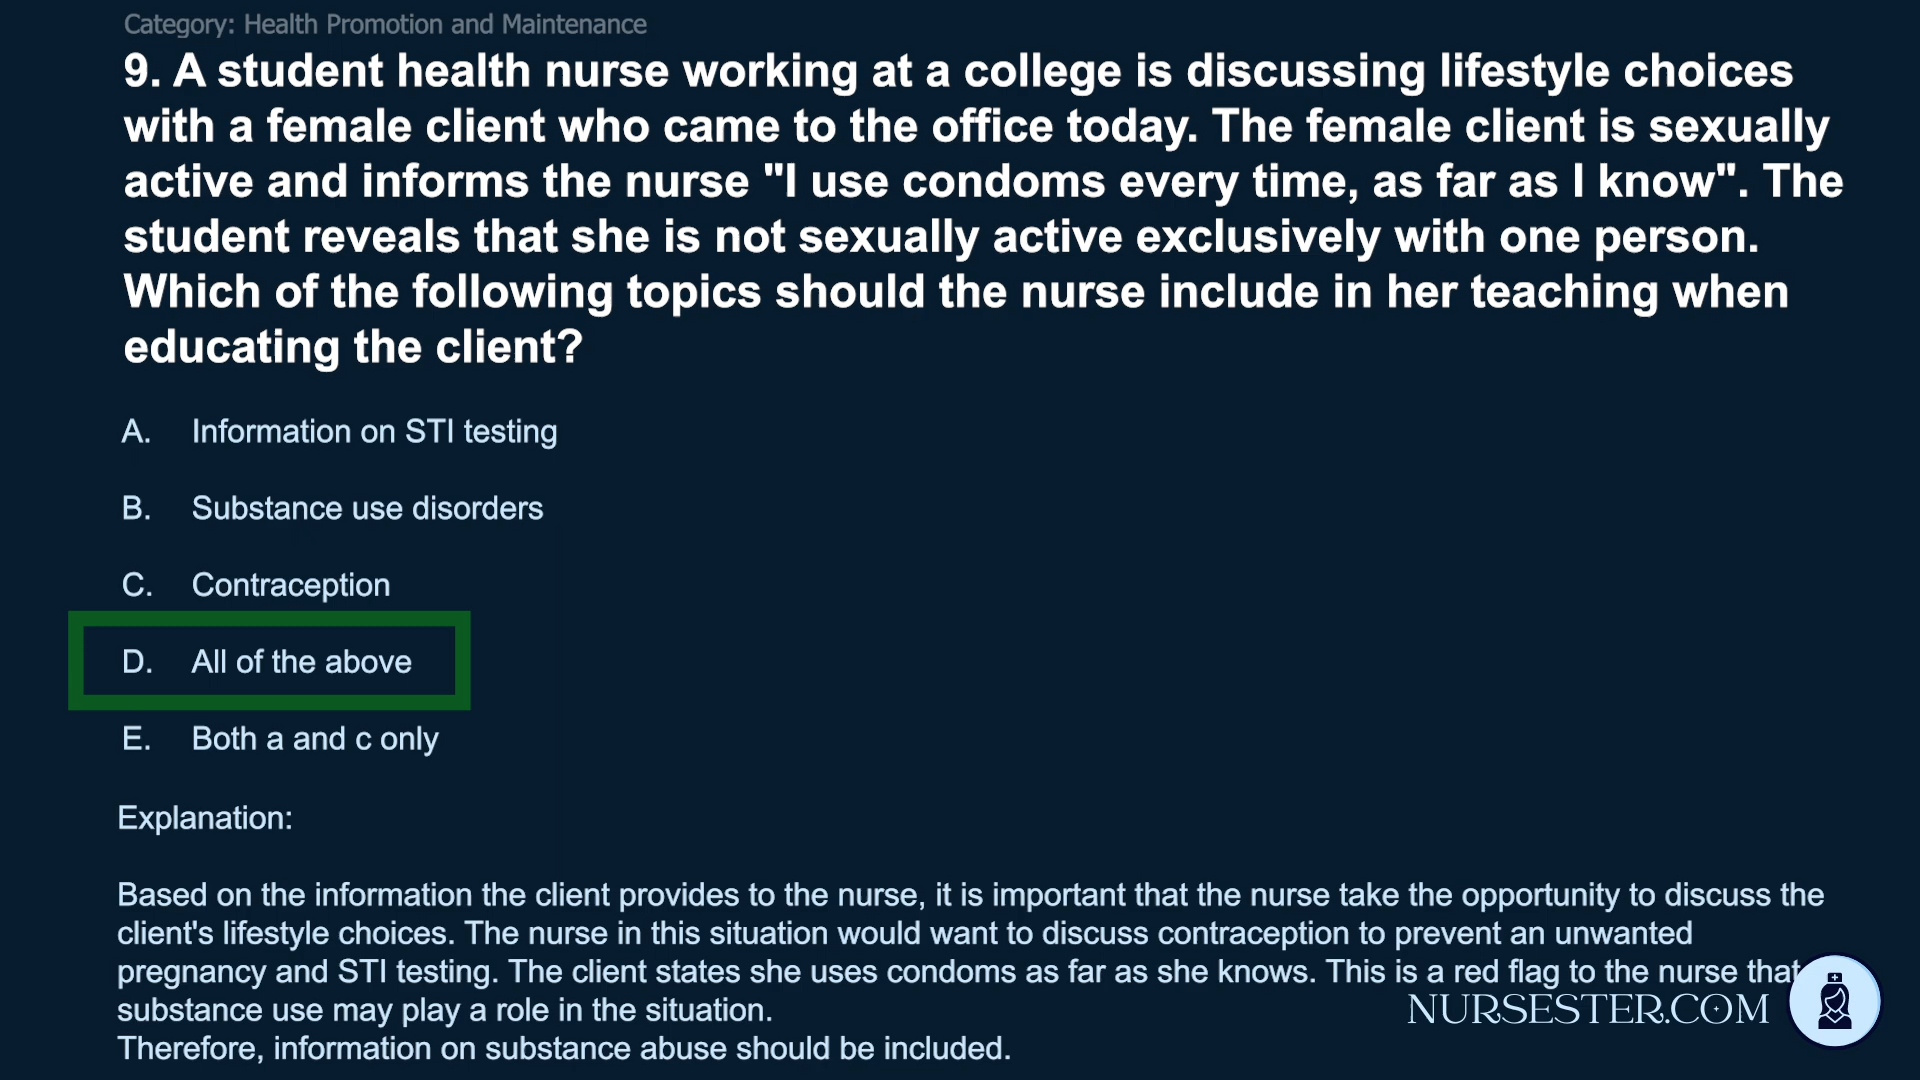 Category: Health Promotion and Maintenance
9. A student health nurse working at a college is discussing lifestyle choices
with a female client who came to the office today. The female client is sexually
active and informs the nurse "I use condoms every time, as far as I know". The
student reveals that she is not sexually active exclusively with one person.
Which of the following topics should the nurse include in her teaching when
educating the client?
A. Information on STI testing
B. Substance use disorders
C. Contraception
D. All of the above
E. Both a and c only
Explanation:
Based on the information the client provides to the nurse, it is important that the nurse take the opportunity to discuss the
client's lifestyle choices. The nurse in this situation would want to discuss contraception to prevent an unwanted
pregnancy and STI testing. The client states she uses condoms as far as she knows. This is a red flag to the nurse that
substance use may play a role in the situation.
NURSESTER.COM
Therefore, information on substance abuse should be included.